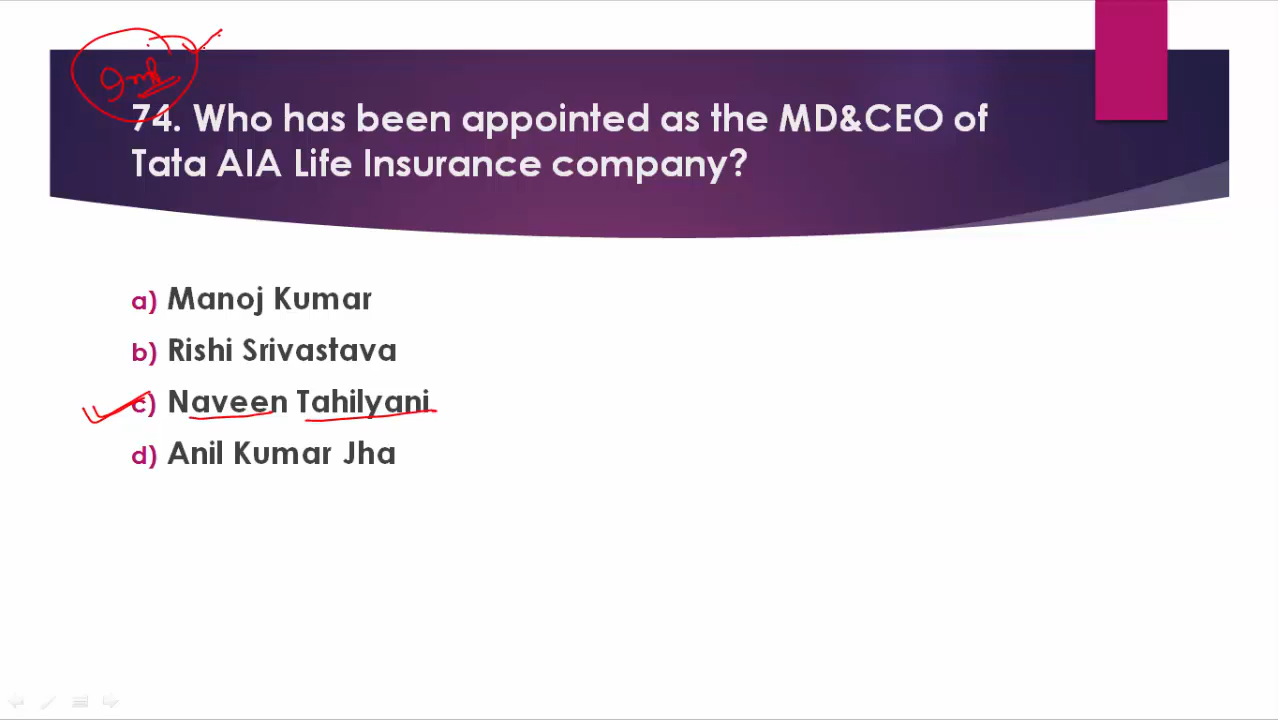 Imp
74. Who has been appointed as the MD&CEO of
Tata AIA Life Insurance company?
a) Manoj Kumar
b) Rishi Srivastava
c) Naveen Tahilyani
d) Anil Kumar Jha